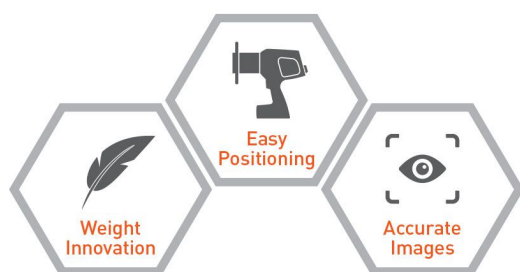 Easy
Positioning
Weight
Innovation
Accurate
Images